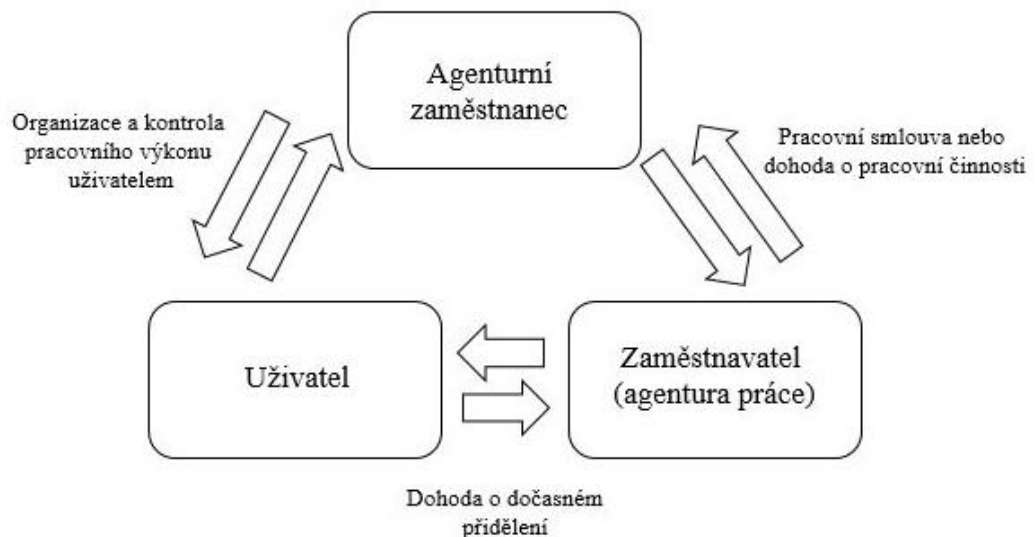 Agenturní
zaměstnanec
Organizace a kontrola
pracovního výkonu
uživatelem
Pracovní smlouva nebo
dohoda o pracovní činnosti
Uživatel
Zaměstnavatel
(agentura práce)
Dohoda o dočasném
přidělení